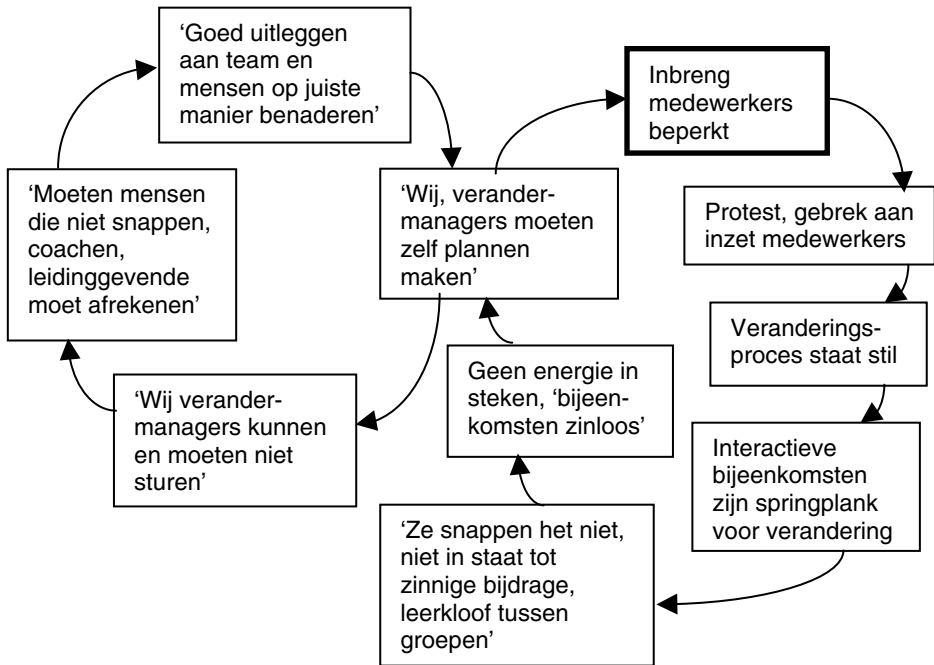 ‘Goed uitleggen
aan team en
mensen op juiste
manier benaderen’
Inbreng
medewerkers
beperkt
‘Moeten mensen
die niet snappen,
coachen,
leidinggevende
moet afrekenen’
‘Wij, verander-
managers moeten
zelf plannen
maken’
Protest, gebrek aan
inzet medewerkers
Veranderings-
proces staat stil
Geen energie in
steken, ‘bijeen-
komsten zinloos’
‘Wij verander-
managers kunnen
en moeten niet
sturen’
Interactieve
bijeenkomsten
zijn springplank
voor verandering
‘Ze snappen het niet,
niet in staat tot
zinnige bijdrage,
leerkloof tussen
groepen’